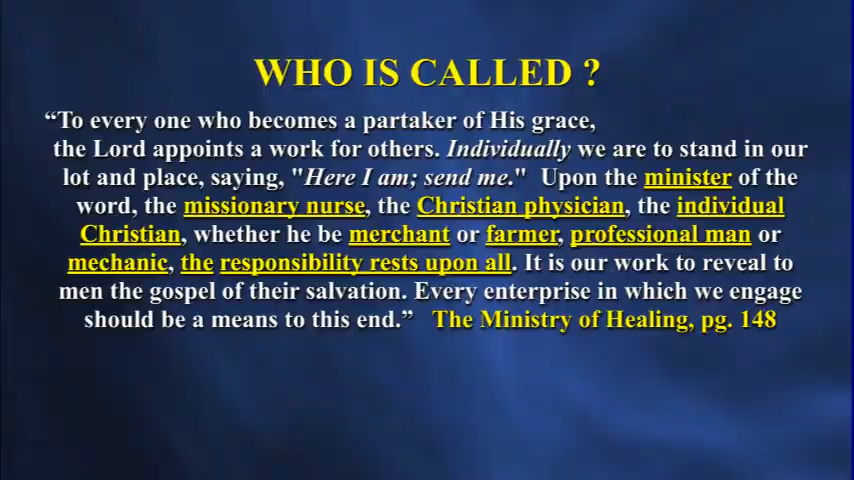 WHO IS CALLED ?
“To every one who becomes a partaker of His grace,
the Lord appoints a work for others. Individually we are to stand in our
lot and place, saying, "Here I am; send me." Upon the minister of the
word, the missionary nurse, the Christian physician, the individual
Christian, whether he be merchant or farmer, professional man or
mechanic, the responsibility rests upon all. It is our work to reveal to
men the gospel of their salvation. Every enterprise in which we engage
should be a means to this end.” The Ministry of Healing, pg. 148